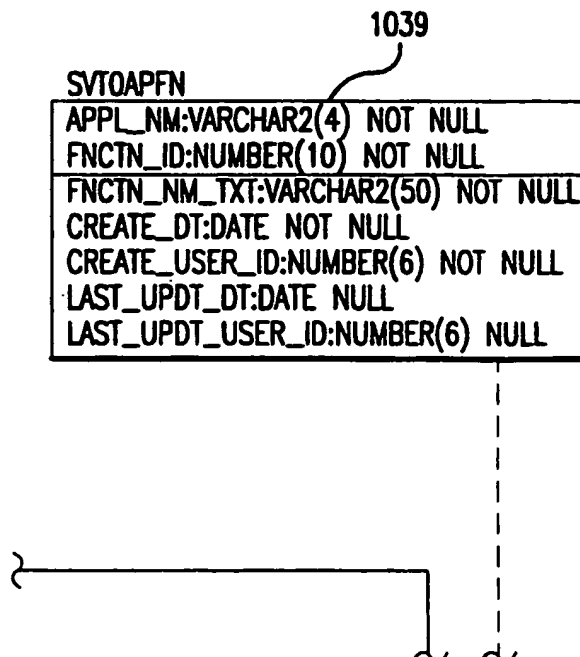 1039
SVTOAPFN
APPL_NM:VARCHAR2(4) NOT NULL
FNCTN_ID:NUMBER(10) NOT NULL
FNCTN_NM_TXT:VARCHAR2(50) NOT NULL
CREATE_DT:DATE NOT NULL
CREATE_USER_ID:NUMBER(6) NOT NULL
LAST_UPDT_DT:DATE NULL
LAST_UPDT_USER_ID:NUMBER(6) NULL